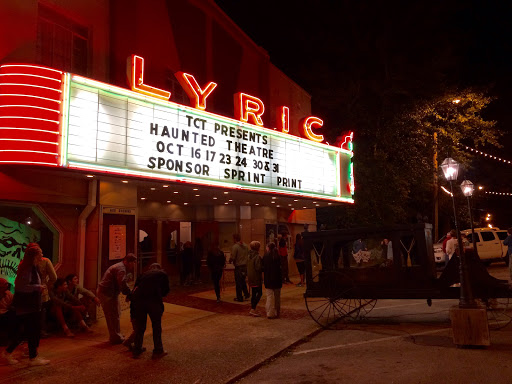 LYRIC
TCT PRESENTS
HAUNTED THEATRE
OCT 16 17 23 24 30 & 31
SPONSOR SPRINT PRINT